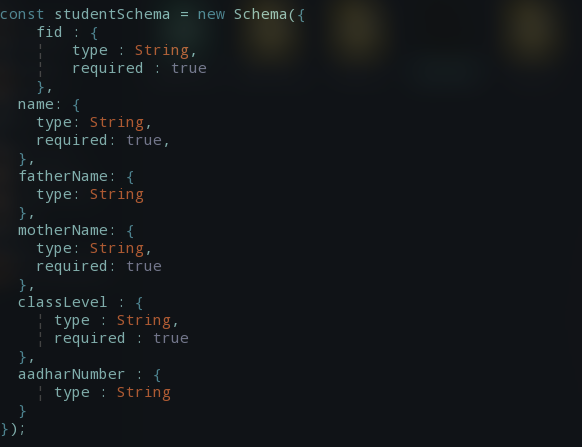 const studentSchema = new Schema({
    fid : {
        type : String,
        required : true
    },
  name: {
    type: String,
    required: true,
  },
  fatherName: {
    type: String
  },
  motherName: {
    type: String,
    required: true
  },
  classLevel : {
      type : String,
      required : true
  },
  aadharNumber : {
      type : String
  }
});